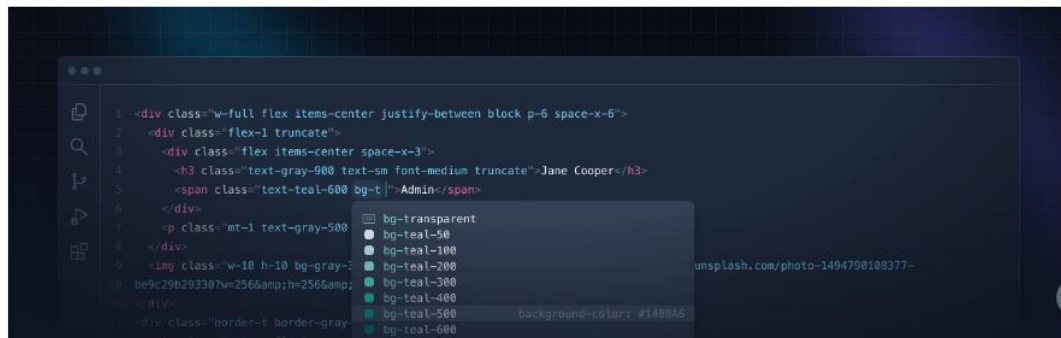 1 <div class="w-full flex items-center justify-between block p-6 space-x-6">
2 <div class="flex-1 truncate">
3 <div class="flex items-center space-x-3">
4 <h3 class="text-gray-900 text-sm font-medium truncate">Jane Cooper</h3>
5 <span class="text-teal-600 bg-t ">Admin</span>
6 </div>
7 <p class="mt-1 text-gray-500
8 </div>
9 <img class="w-10 h-10 bg-gray-3 unsplash.com/photo-1494790108377-
10 be9c29b29330?w=256&amp;h=256&amp;
11 </div>
12 <div class="border-t border-gray-
bg-transparent
bg-teal-50
bg-teal-100
bg-teal-200
bg-teal-300
bg-teal-400
bg-teal-500 background-color: #14B8A6
bg-teal-600